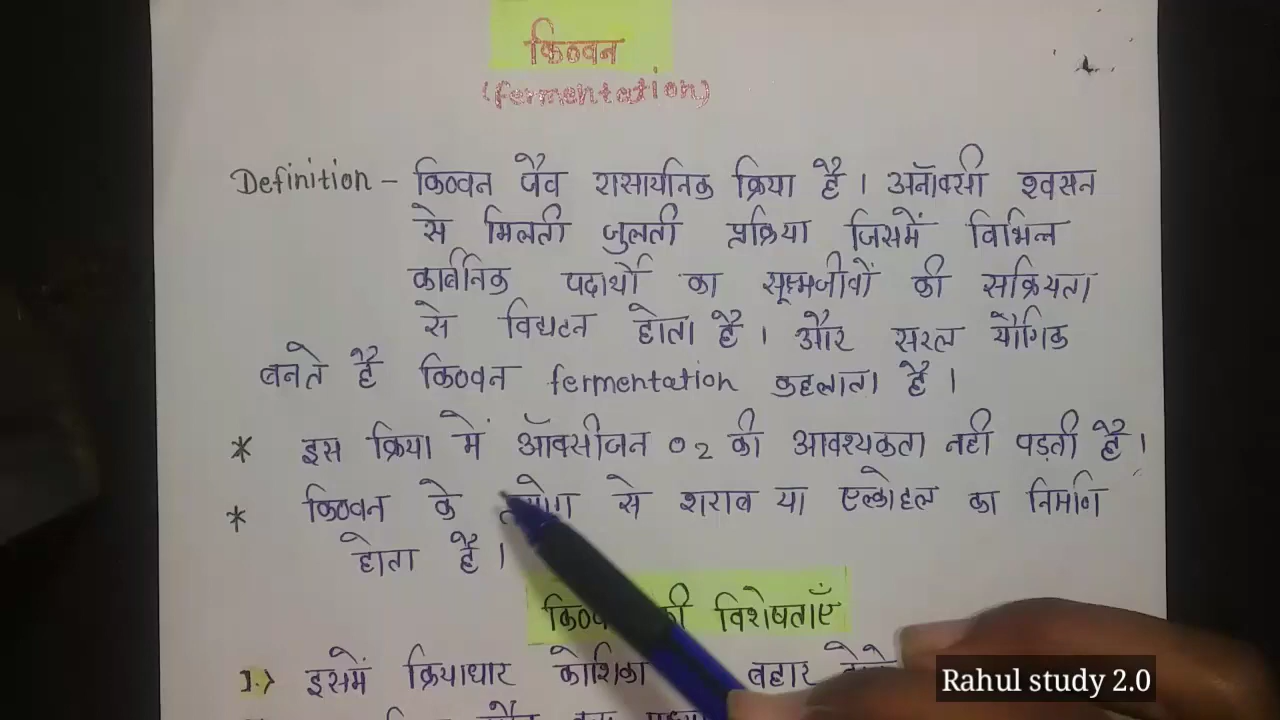 किण्वन
(fermentation)
Definition - किण्वन जैव रासायनिक क्रिया है । अनॉक्सी श्वसन
से मिलती जुलती प्रक्रिया जिसमें विभिन्न
कार्बनिक पदार्थो का सूक्ष्मजीवों की सक्रियता
से विघटन होता है । और सरल यौगिक
बनते है किण्वन fermentation कहलाता है ।
* इस क्रिया में ऑक्सीजन O2 की आवश्यकता नही पड़ती है ।
* किण्वन के से शराब या एल्कोहल का निर्माण
होता है ।
की विशेषताएँ
1.> इसमें क्रियाधार कोशिका बहार
Rahul study 2.0